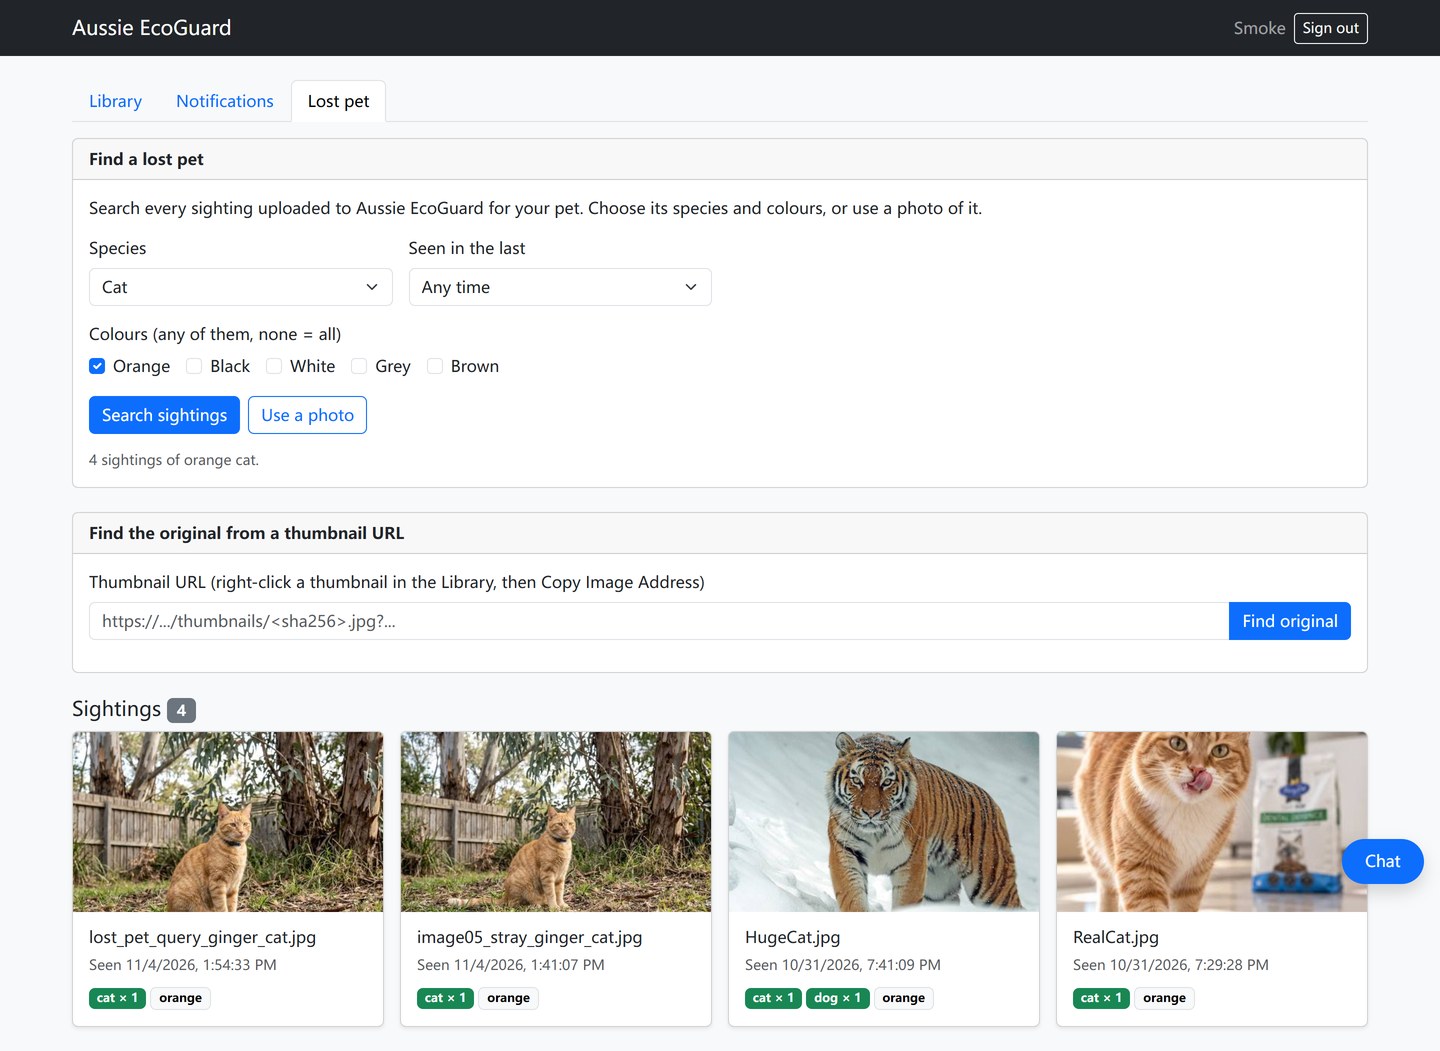 Aussie EcoGuard
Smoke Sign out
Library Notifications Lost pet
Find a lost pet
Search every sighting uploaded to Aussie EcoGuard for your pet. Choose its species and colours, or use a photo of it.
Species Seen in the last
Cat Any time
Colours (any of them, none = all)
Orange Black White Grey Brown
Search sightings Use a photo
4 sightings of orange cat.
Find the original from a thumbnail URL
Thumbnail URL (right-click a thumbnail in the Library, then Copy Image Address)
https://.../thumbnails/<sha256>.jpg?... Find original
Sightings 4
DENTAL DEFENCE
Chat
lost_pet_query_ginger_cat.jpg image05_stray_ginger_cat.jpg HugeCat.jpg RealCat.jpg
Seen 11/4/2026, 1:54:33 PM Seen 11/4/2026, 1:41:07 PM Seen 10/31/2026, 7:41:09 PM Seen 10/31/2026, 7:29:28 PM
cat × 1 orange cat × 1 orange cat × 1 dog × 1 orange cat × 1 orange